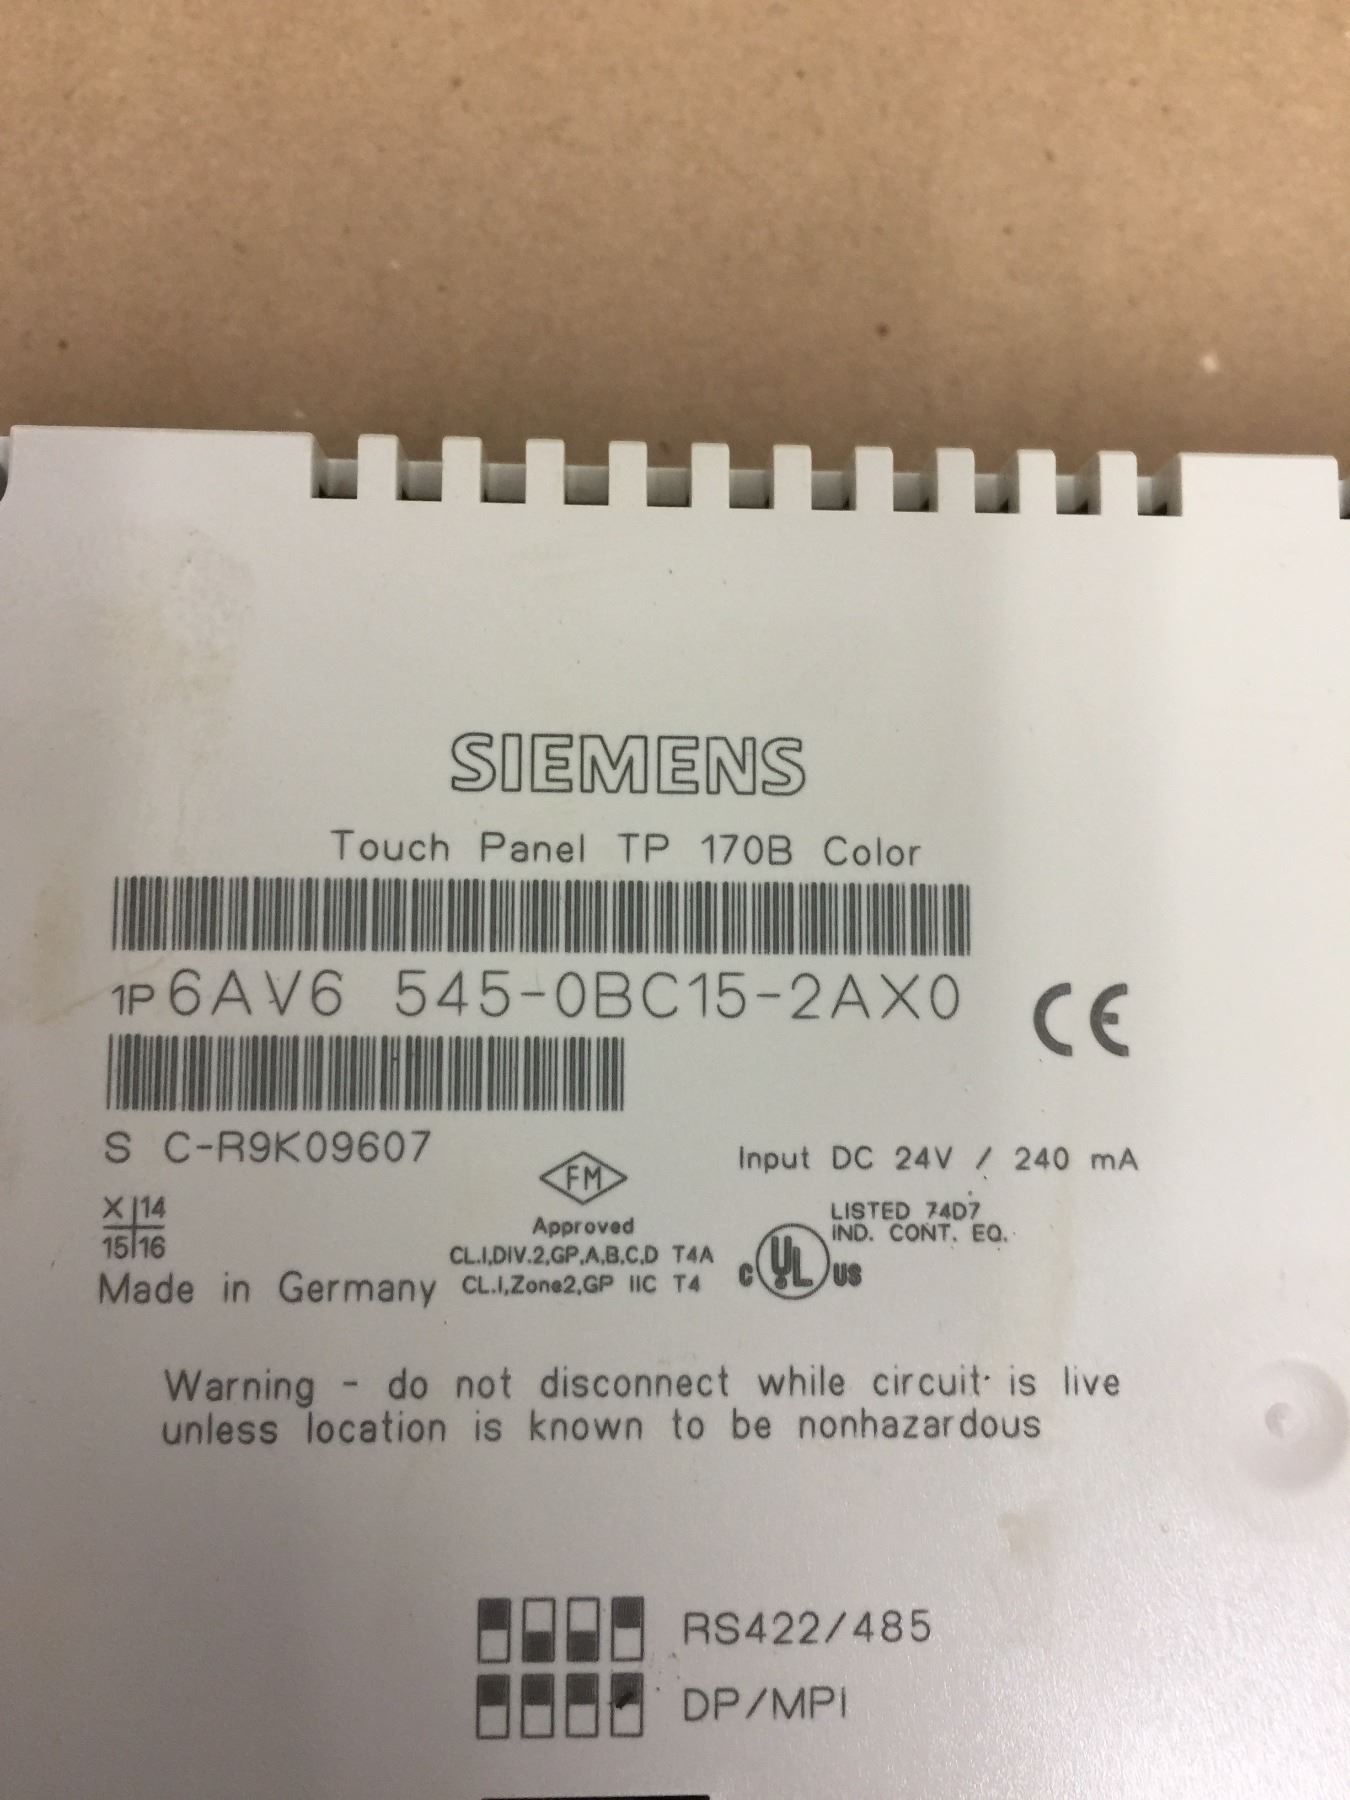 SIEMENS
Touch Panel TP 170B Color
1P 6AV6 545-0BC15-2AX0
CE
S C-R9K09607
Input DC 24V / 240 mA
FM
Approved
CL.I,DIV.2,GP,A,B,C,D T4A
CL.I,Zone2,GP IIC T4
LISTED 74D7
IND. CONT. EQ.
C UL US
X 14
15 16
Made in Germany
Warning - do not disconnect while circuit is live
unless location is known to be nonhazardous
RS422/485
DP/MPI